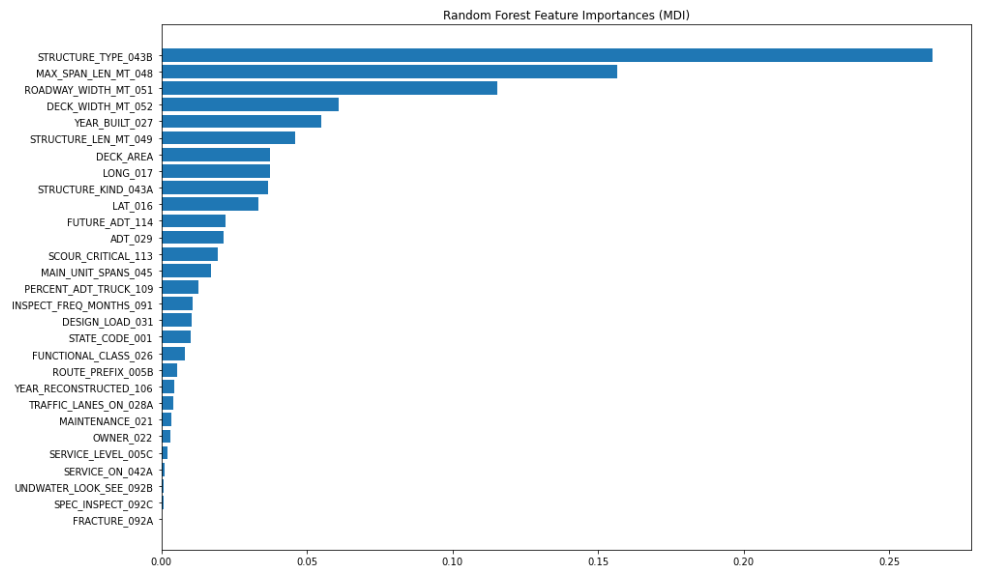 Random Forest Feature Importances (MDI)
STRUCTURE_TYPE_043B
MAX_SPAN_LEN_MT_048
ROADWAY_WIDTH_MT_051
DECK_WIDTH_MT_052
YEAR_BUILT_027
STRUCTURE_LEN_MT_049
DECK_AREA
LONG_017
STRUCTURE_KIND_043A
LAT_016
FUTURE_ADT_114
ADT_029
SCOUR_CRITICAL_113
MAIN_UNIT_SPANS_045
PERCENT_ADT_TRUCK_109
INSPECT_FREQ_MONTHS_091
DESIGN_LOAD_031
STATE_CODE_001
FUNCTIONAL_CLASS_026
ROUTE_PREFIX_005B
YEAR_RECONSTRUCTED_106
TRAFFIC_LANES_ON_028A
MAINTENANCE_021
OWNER_022
SERVICE_LEVEL_005C
SERVICE_ON_042A
UNDWATER_LOOK_SEE_092B
SPEC_INSPECT_092C
FRACTURE_092A
0.00 0.05 0.10 0.15 0.20 0.25